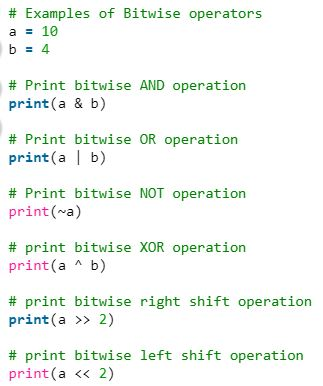 # Examples of Bitwise operators
a = 10
b = 4
# Print bitwise AND operation
print(a & b)
# Print bitwise OR operation
print(a | b)
# Print bitwise NOT operation
print(~a)
# print bitwise XOR operation
print(a ^ b)
# print bitwise right shift operation
print(a >> 2)
# print bitwise left shift operation
print(a << 2)